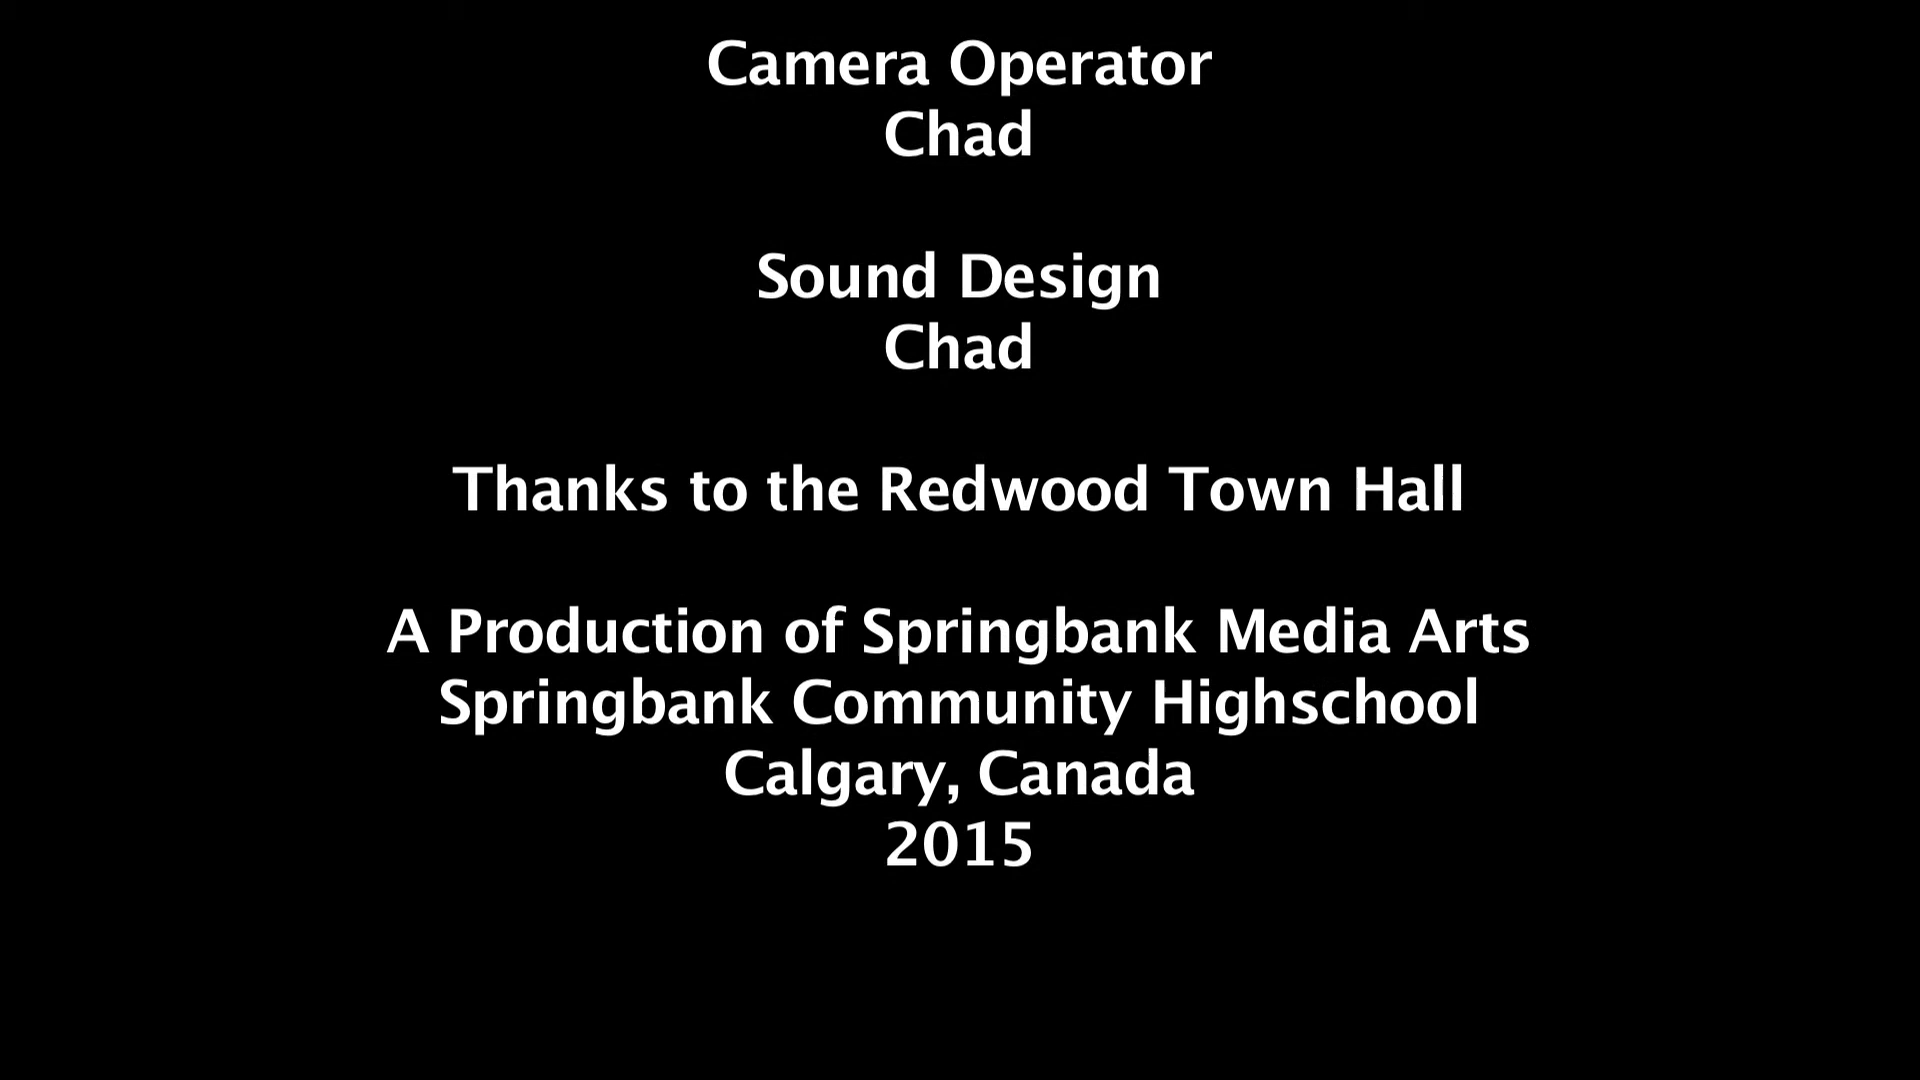 Camera Operator
Chad
Sound Design
Chad
Thanks to the Redwood Town Hall
A Production of Springbank Media Arts
Springbank Community Highschool
Calgary, Canada
2015